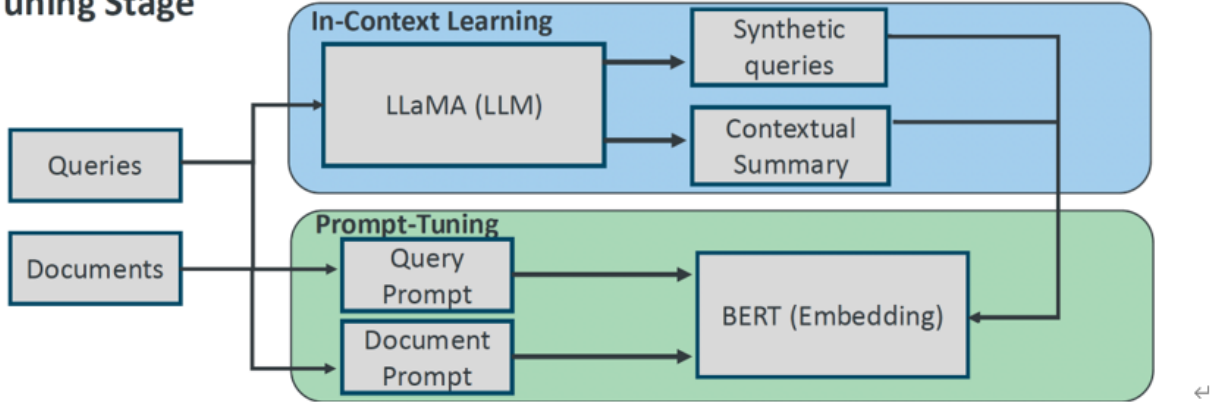 uning Stage
In-Context Learning
LLaMA (LLM)
Synthetic
queries
Contextual
Summary
Queries
Documents
Prompt-Tuning
Query
Prompt
Document
Prompt
BERT (Embedding)